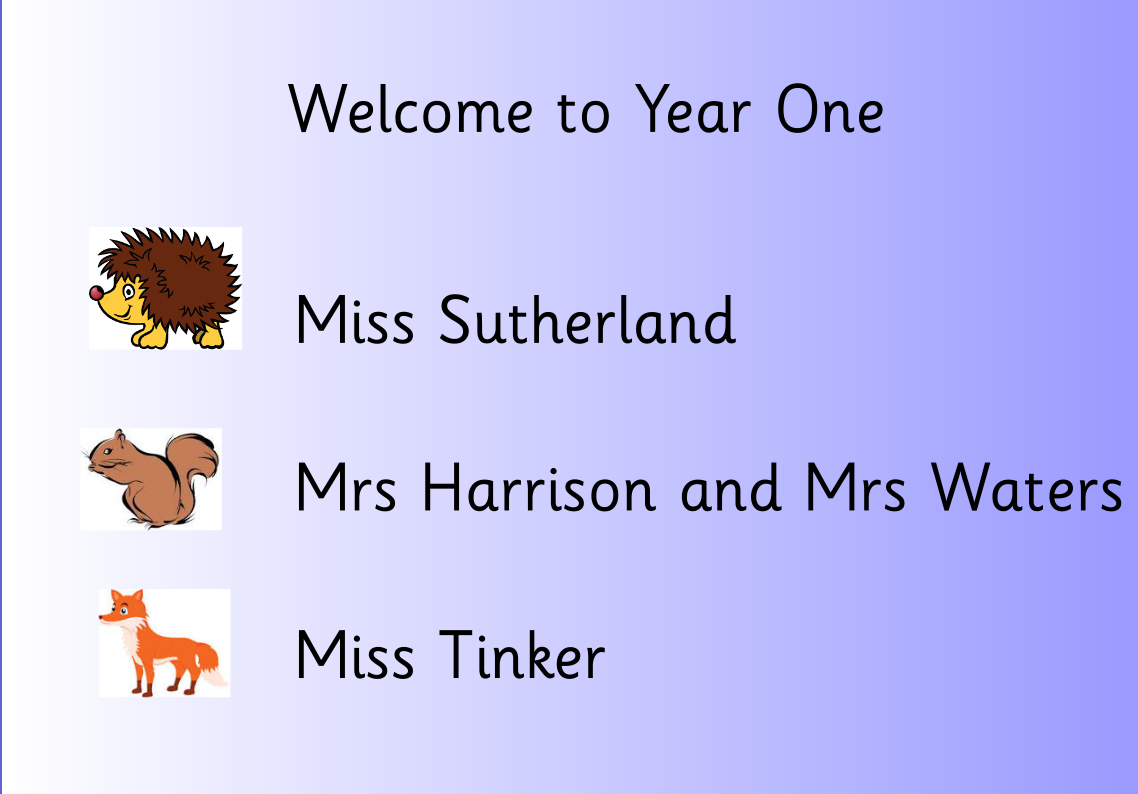 Welcome to Year One
Miss Sutherland
Mrs Harrison and Mrs Waters
Miss Tinker